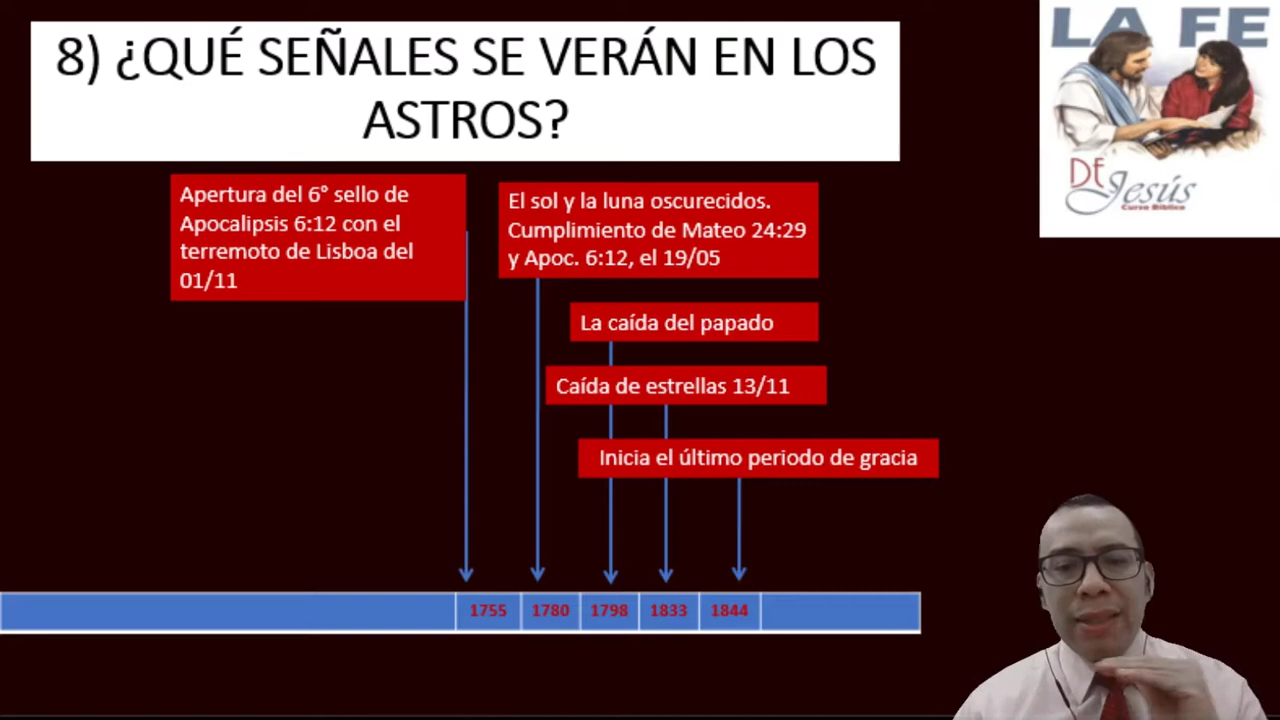 8) ¿QUÉ SEÑALES SE VERÁN EN LOS
ASTROS?
LA FE
DE Jesús
Curso Bíblico
Apertura del 6° sello de
Apocalipsis 6:12 con el
terremoto de Lisboa del
01/11
El sol y la luna oscurecidos.
Cumplimiento de Mateo 24:29
y Apoc. 6:12, el 19/05
La caída del papado
Caída de estrellas 13/11
Inicia el último periodo de gracia
1755 1780 1798 1833 1844